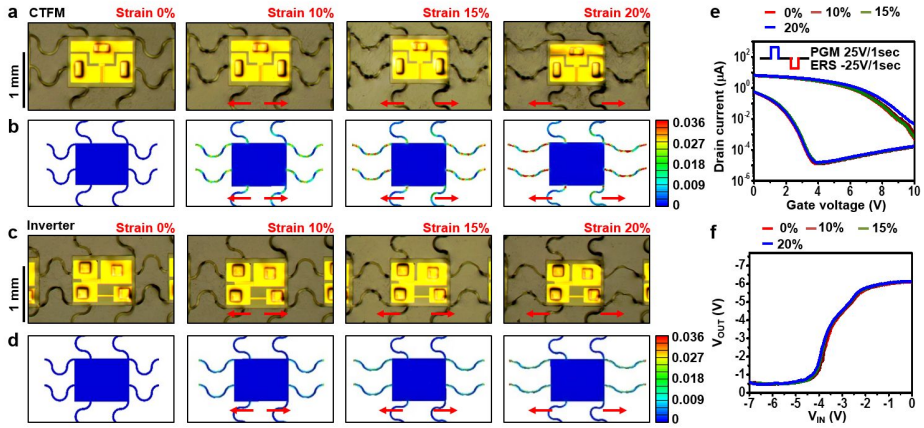 a CTFM Strain 0% Strain 10% Strain 15% Strain 20%
1 mm
b
0.036
0.027
0.018
0.009
0
c Inverter Strain 0% Strain 10% Strain 15% Strain 20%
1 mm
d
0.036
0.027
0.018
0.009
0
e
0% 10% 15%
20%
PGM 25V/1sec
ERS -25V/1sec
Drain current (μA)
10² 
10⁰
10⁻²
10⁻⁴
10⁻⁶
0 2 4 6 8 10
Gate voltage (V)
f
0% 10% 15%
20%
V_OUT (V)
-7
-6
-5
-4
-3
-2
-1
0
-7 -6 -5 -4 -3 -2 -1 0
V_IN (V)